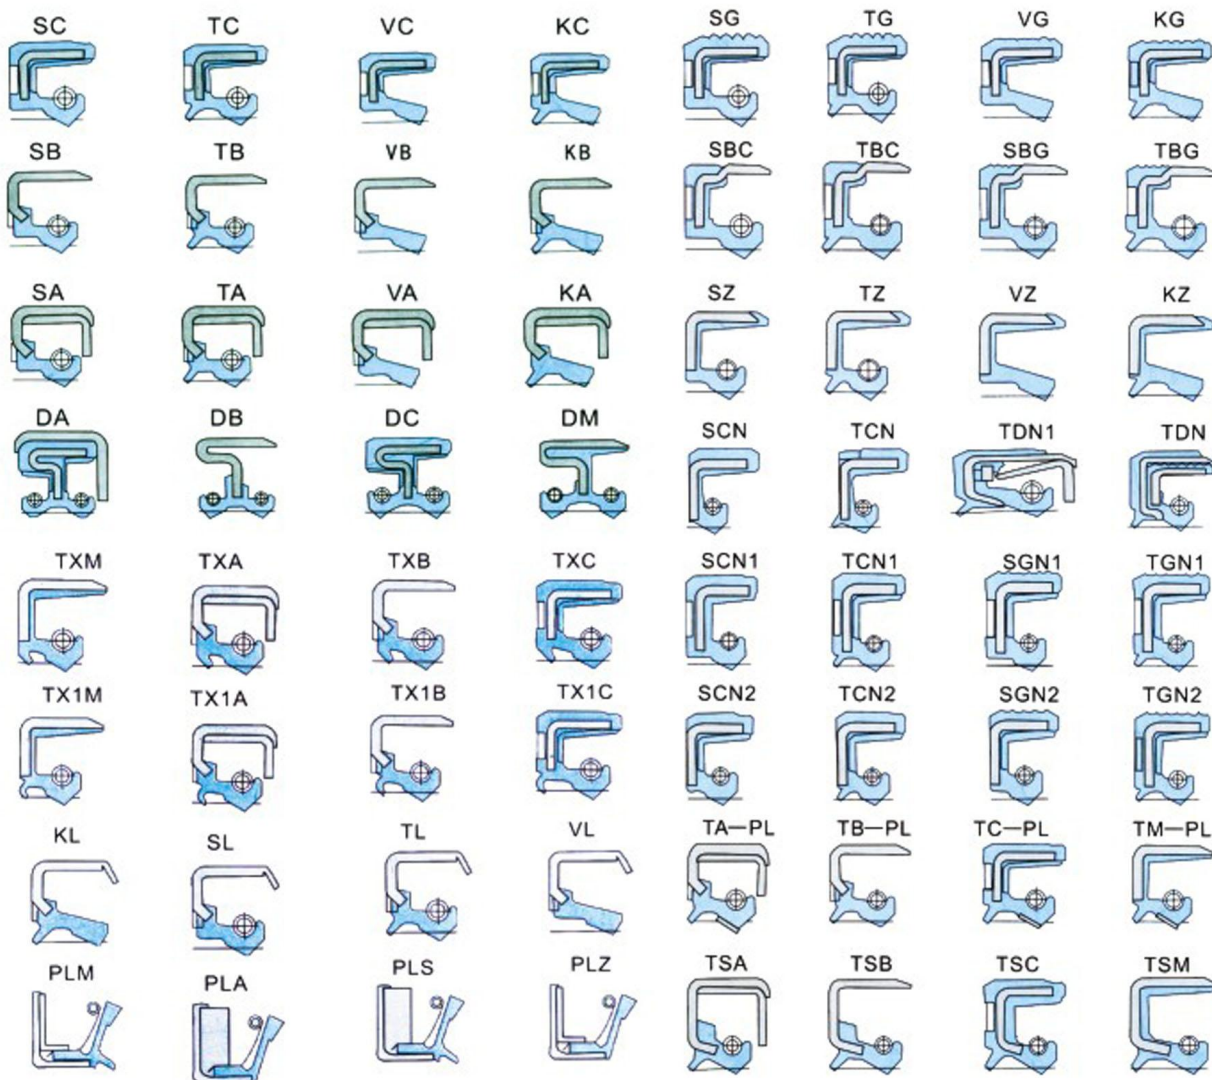 SC TC VC KC SG TG VG KG
SB TB VB KB SBC TBC SBG TBG
SA TA VA KA SZ TZ VZ KZ
DA DB DC DM SCN TCN TDN1 TDN
TXM TXA TXB TXC SCN1 TCN1 SGN1 TGN1
TX1M TX1A TX1B TX1C SCN2 TCN2 SGN2 TGN2
KL SL TL VL TA—PL TB—PL TC—PL TM—PL
PLM PLA PLS PLZ TSA TSB TSC TSM